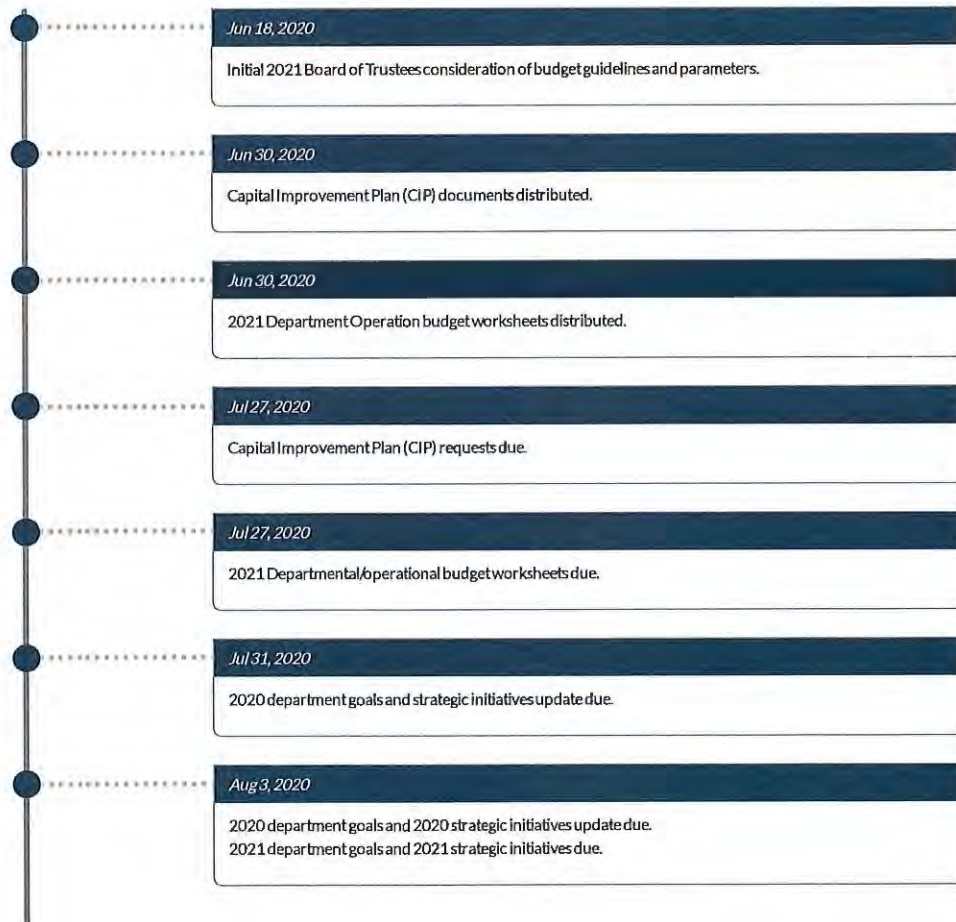 Jun 18, 2020
Initial 2021 Board of Trustees consideration of budget guidelines and parameters.
Jun 30, 2020
Capital Improvement Plan (CIP) documents distributed.
Jun 30, 2020
2021 Department Operation budget worksheets distributed.
Jul 27, 2020
Capital Improvement Plan (CIP) requests due.
Jul 27, 2020
2021 Departmental/operational budget worksheets due.
Jul 31, 2020
2020 department goals and strategic initiatives update due.
Aug 3, 2020
2020 department goals and 2020 strategic initiatives update due.
2021 department goals and 2021 strategic initiatives due.